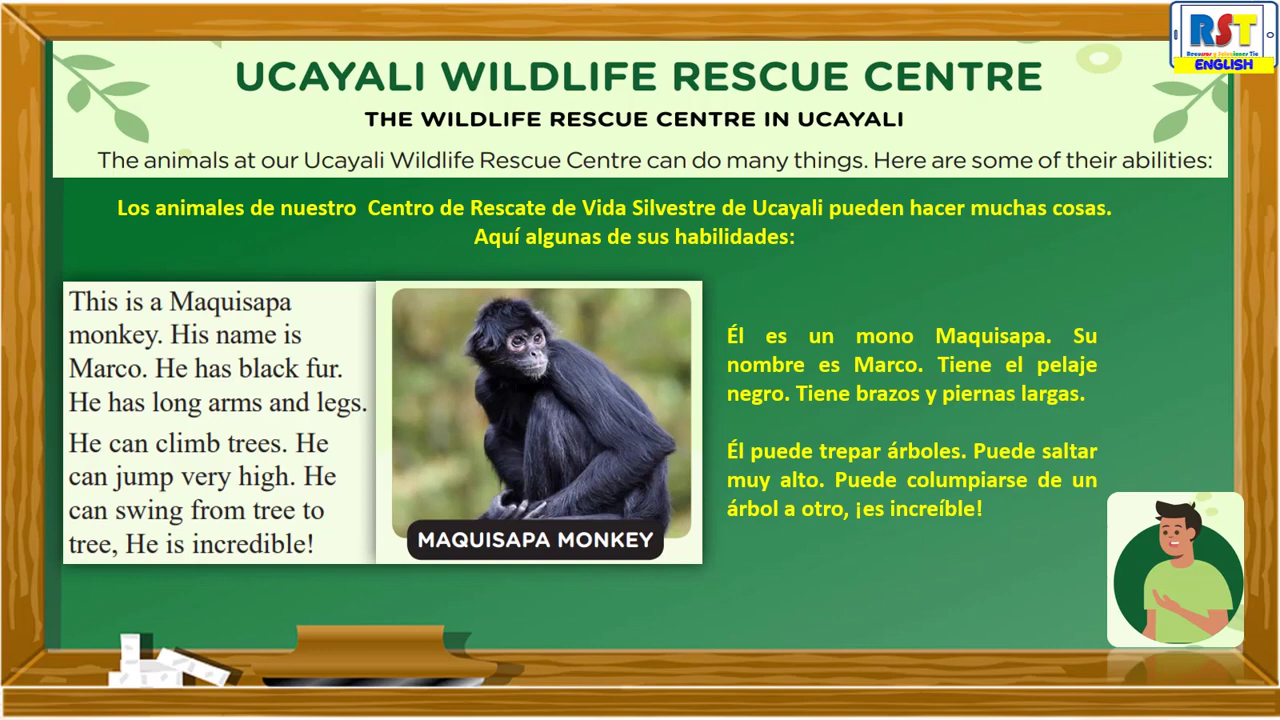 RST
Recursos y Soluciones Tic
ENGLISH
UCAYALI WILDLIFE RESCUE CENTRE
THE WILDLIFE RESCUE CENTRE IN UCAYALI
The animals at our Ucayali Wildlife Rescue Centre can do many things. Here are some of their abilities:
Los animales de nuestro Centro de Rescate de Vida Silvestre de Ucayali pueden hacer muchas cosas.
Aquí algunas de sus habilidades:
This is a Maquisapa
monkey. His name is
Marco. He has black fur.
He has long arms and legs.
He can climb trees. He
can jump very high. He
can swing from tree to
tree, He is incredible!
MAQUISAPA MONKEY
Él es un mono Maquisapa. Su
nombre es Marco. Tiene el pelaje
negro. Tiene brazos y piernas largas.
Él puede trepar árboles. Puede saltar
muy alto. Puede columpiarse de un
árbol a otro, ¡es increíble!